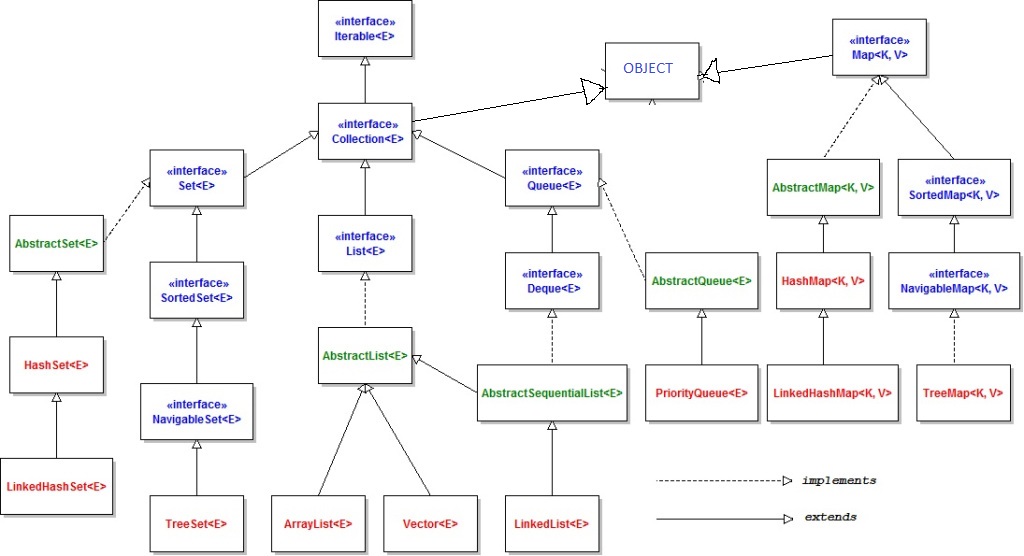 «interface»
Iterable<E>
OBJECT
«interface»
Map<K, V>
«interface»
Collection<E>
«interface»
Set<E>
«interface»
Queue<E>
AbstractMap<K, V>
«interface»
SortedMap<K, V>
AbstractSet<E>
«interface»
List<E>
«interface»
SortedSet<E>
«interface»
Deque<E>
AbstractQueue<E>
HashMap<K, V>
«interface»
NavigableMap<K, V>
HashSet<E>
AbstractList<E>
«interface»
NavigableSet<E>
AbstractSequentialList<E>
PriorityQueue<E>
LinkedHashMap<K, V>
TreeMap<K, V>
LinkedHashSet<E>
TreeSet<E>
ArrayList<E>
Vector<E>
LinkedList<E>
implements
extends